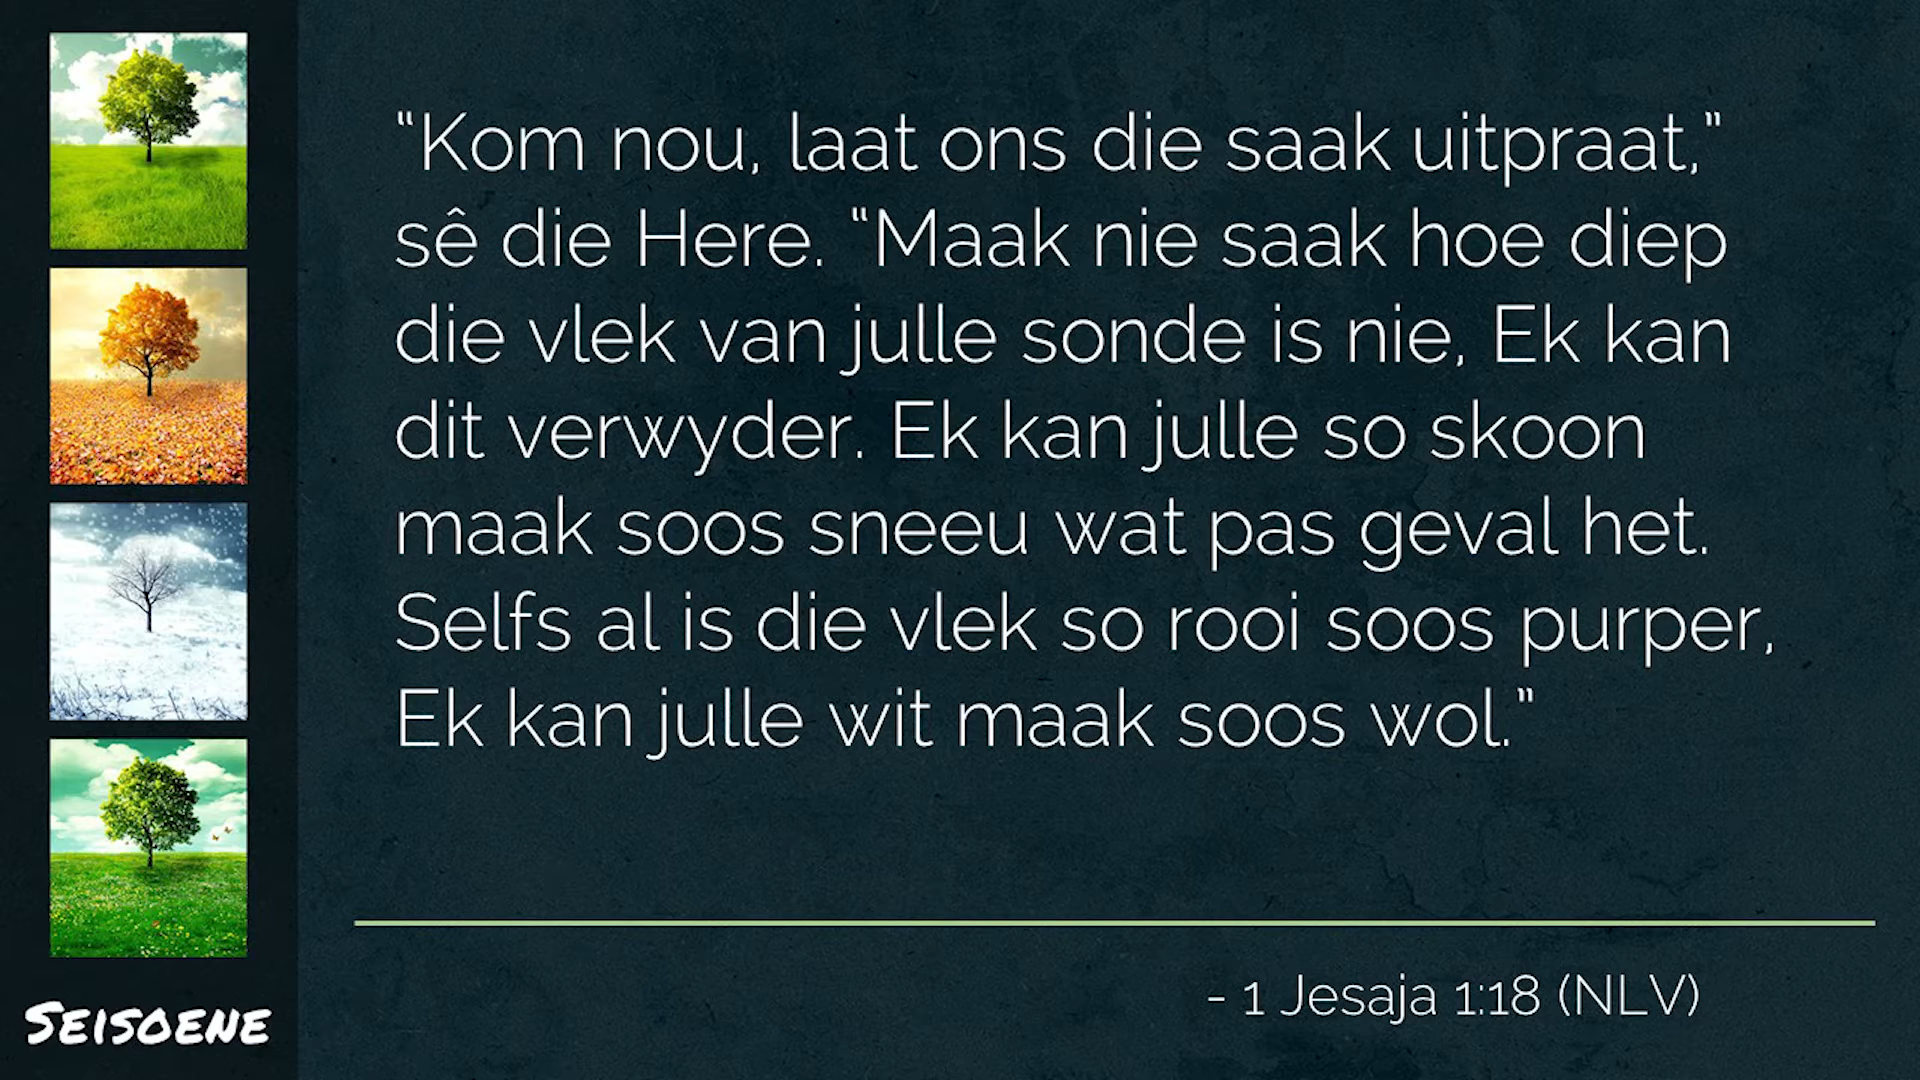 “Kom nou, laat ons die saak uitpraat,”
sê die Here. “Maak nie saak hoe diep
die vlek van julle sonde is nie, Ek kan
dit verwyder. Ek kan julle so skoon
maak soos sneeu wat pas geval het.
Selfs al is die vlek so rooi soos purper,
Ek kan julle wit maak soos wol.”
- 1 Jesaja 1:18 (NLV)
SEISOENE